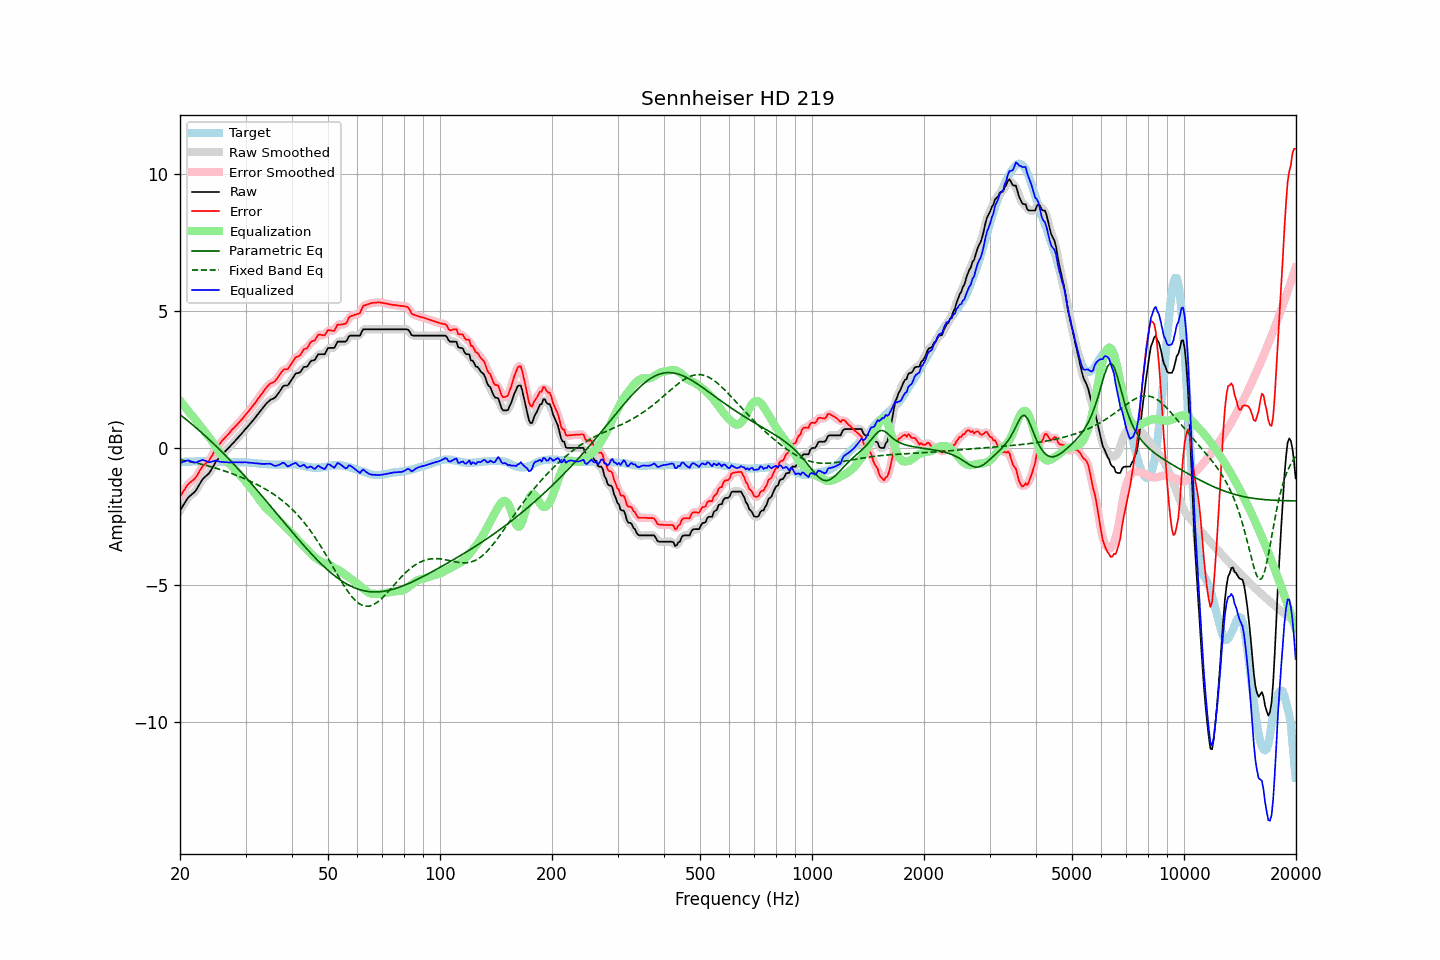 Sennheiser HD 219
Target
Raw Smoothed
Error Smoothed
Raw
Error
Equalization
Parametric Eq
Fixed Band Eq
Equalized
Amplitude (dBr)
10
5
0
−5
−10
20 50 100 200 500 1000 2000 5000 10000 20000
Frequency (Hz)